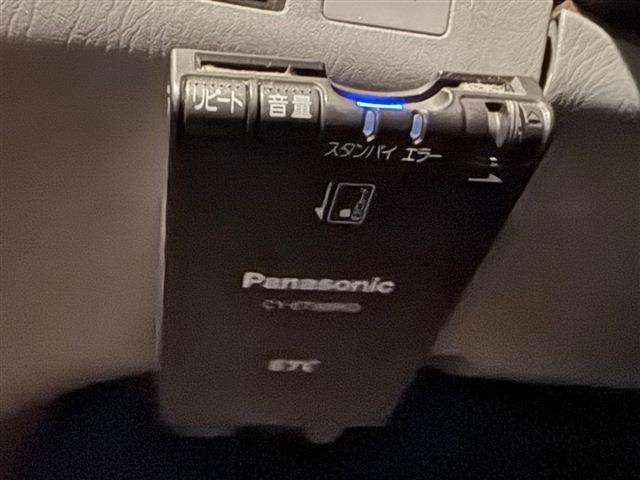 リピート 音量
スタンバイ エラー
Panasonic
ETC